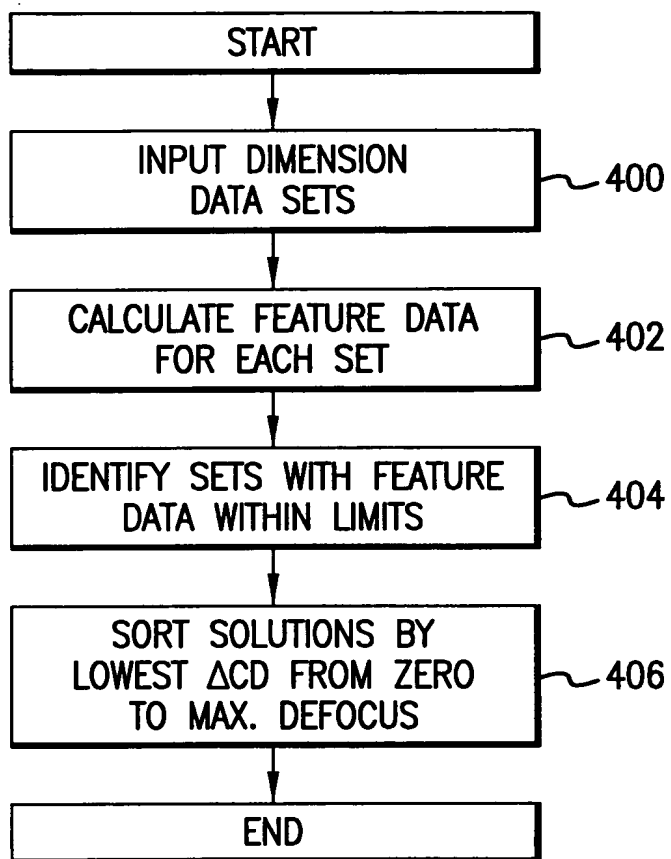 START
INPUT DIMENSION
DATA SETS
400
CALCULATE FEATURE DATA
FOR EACH SET
402
IDENTIFY SETS WITH FEATURE
DATA WITHIN LIMITS
404
SORT SOLUTIONS BY
LOWEST ΔCD FROM ZERO
TO MAX. DEFOCUS
406
END